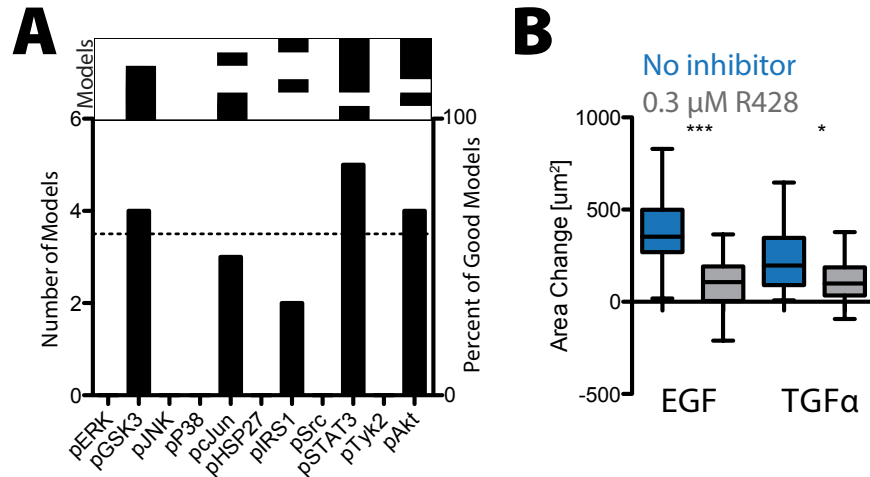 A
Models
6
4
2
0
100
0
Number of Models
Percent of Good Models
pERK
pGSK3
pJNK
pP38
pcJun
pHSP27
pIRS1
pSrc
pSTAT3
pTyk2
pAkt
B
No inhibitor
0.3 µM R428
1000
500
0
-500
Area Change [um²]
***
*
EGF
TGFα